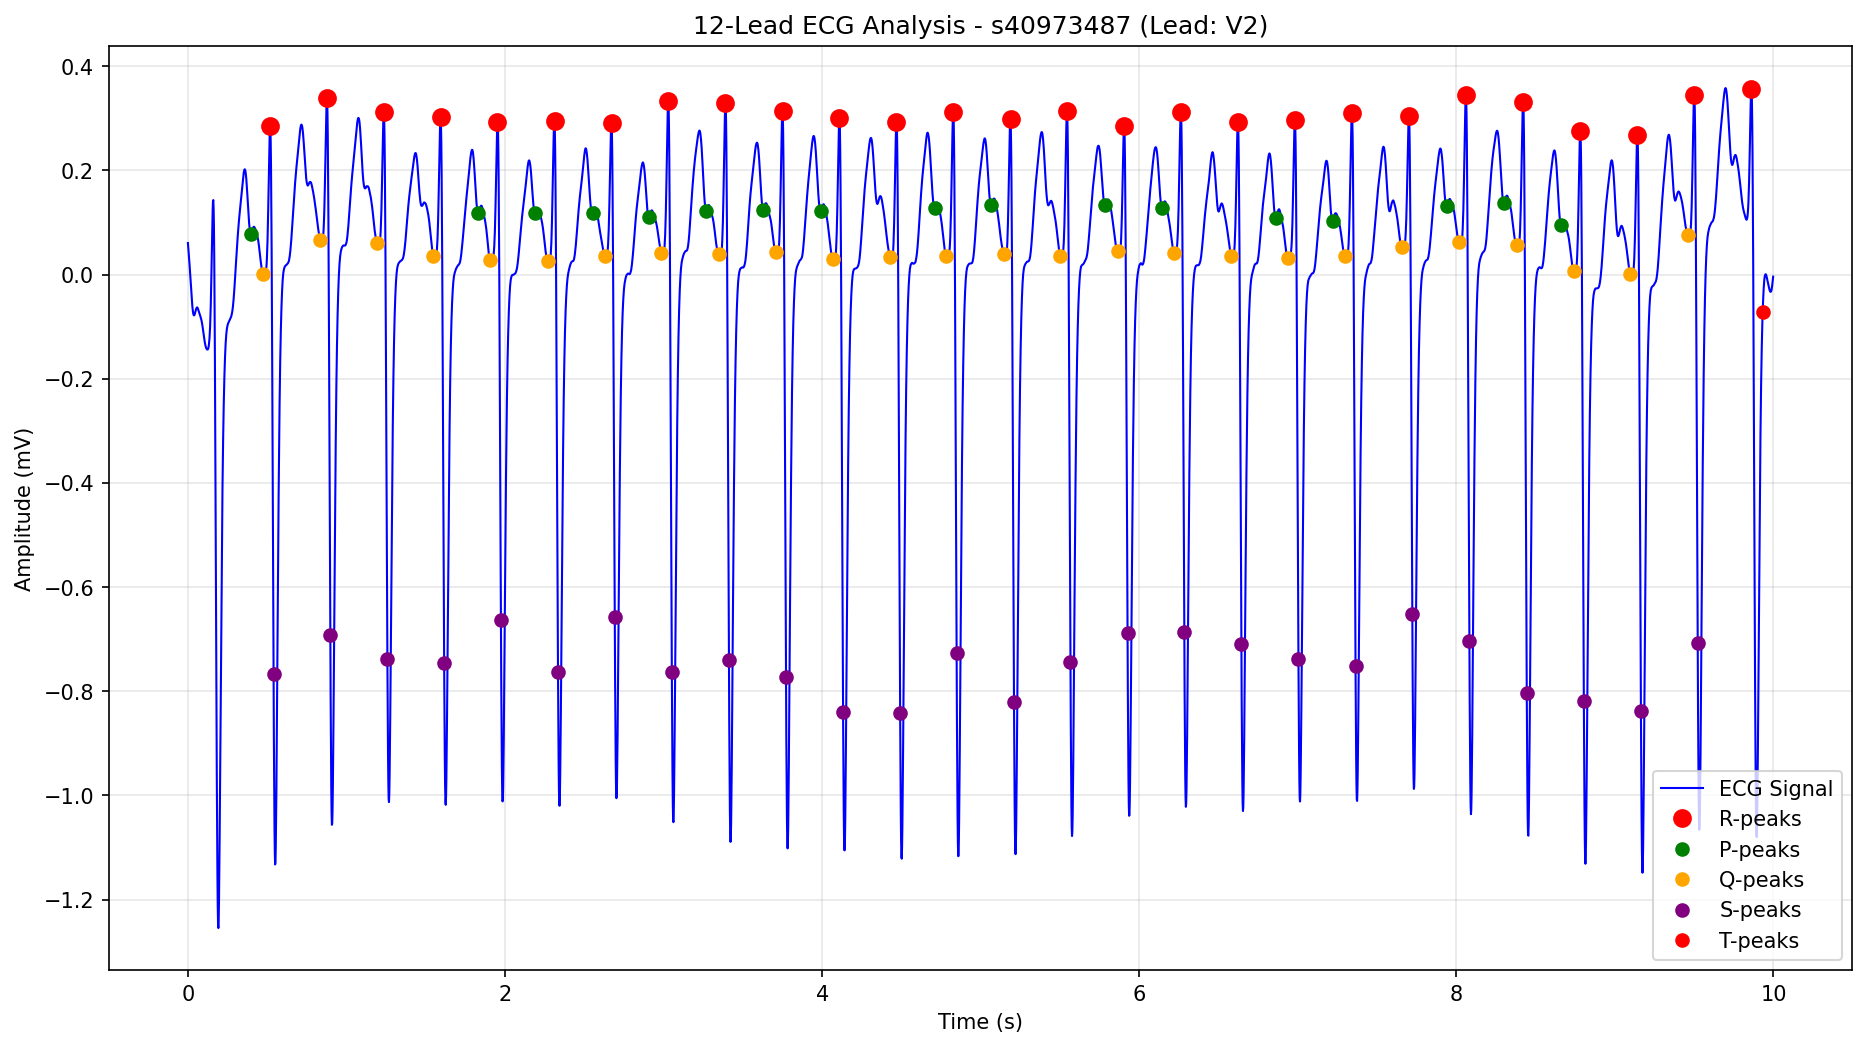 12-Lead ECG Analysis - s40973487 (Lead: V2)
Amplitude (mV)
0.4
0.2
0.0
−0.2
−0.4
−0.6
−0.8
−1.0
−1.2
ECG Signal
R-peaks
P-peaks
Q-peaks
S-peaks
T-peaks
0 2 4 6 8 10
Time (s)